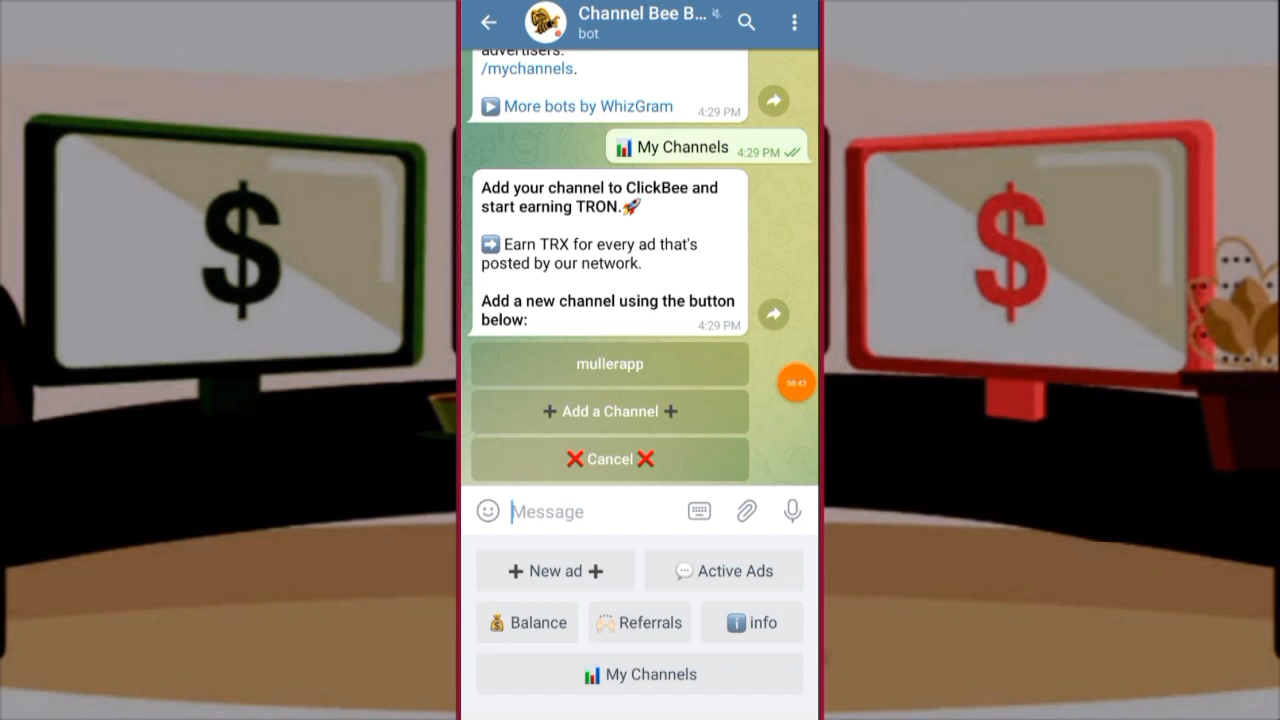 Channel Bee B...
bot
advertisers:
/mychannels.
More bots by WhizGram
4:29 PM
My Channels 4:29 PM
Add your channel to ClickBee and
start earning TRON.🚀
➡️ Earn TRX for every ad that's
posted by our network.
Add a new channel using the button
below:
4:29 PM
mullerapp
➕ Add a Channel ➕
❌ Cancel ❌
Message
➕ New ad ➕
Active Ads
Balance
Referrals
info
My Channels
$
$